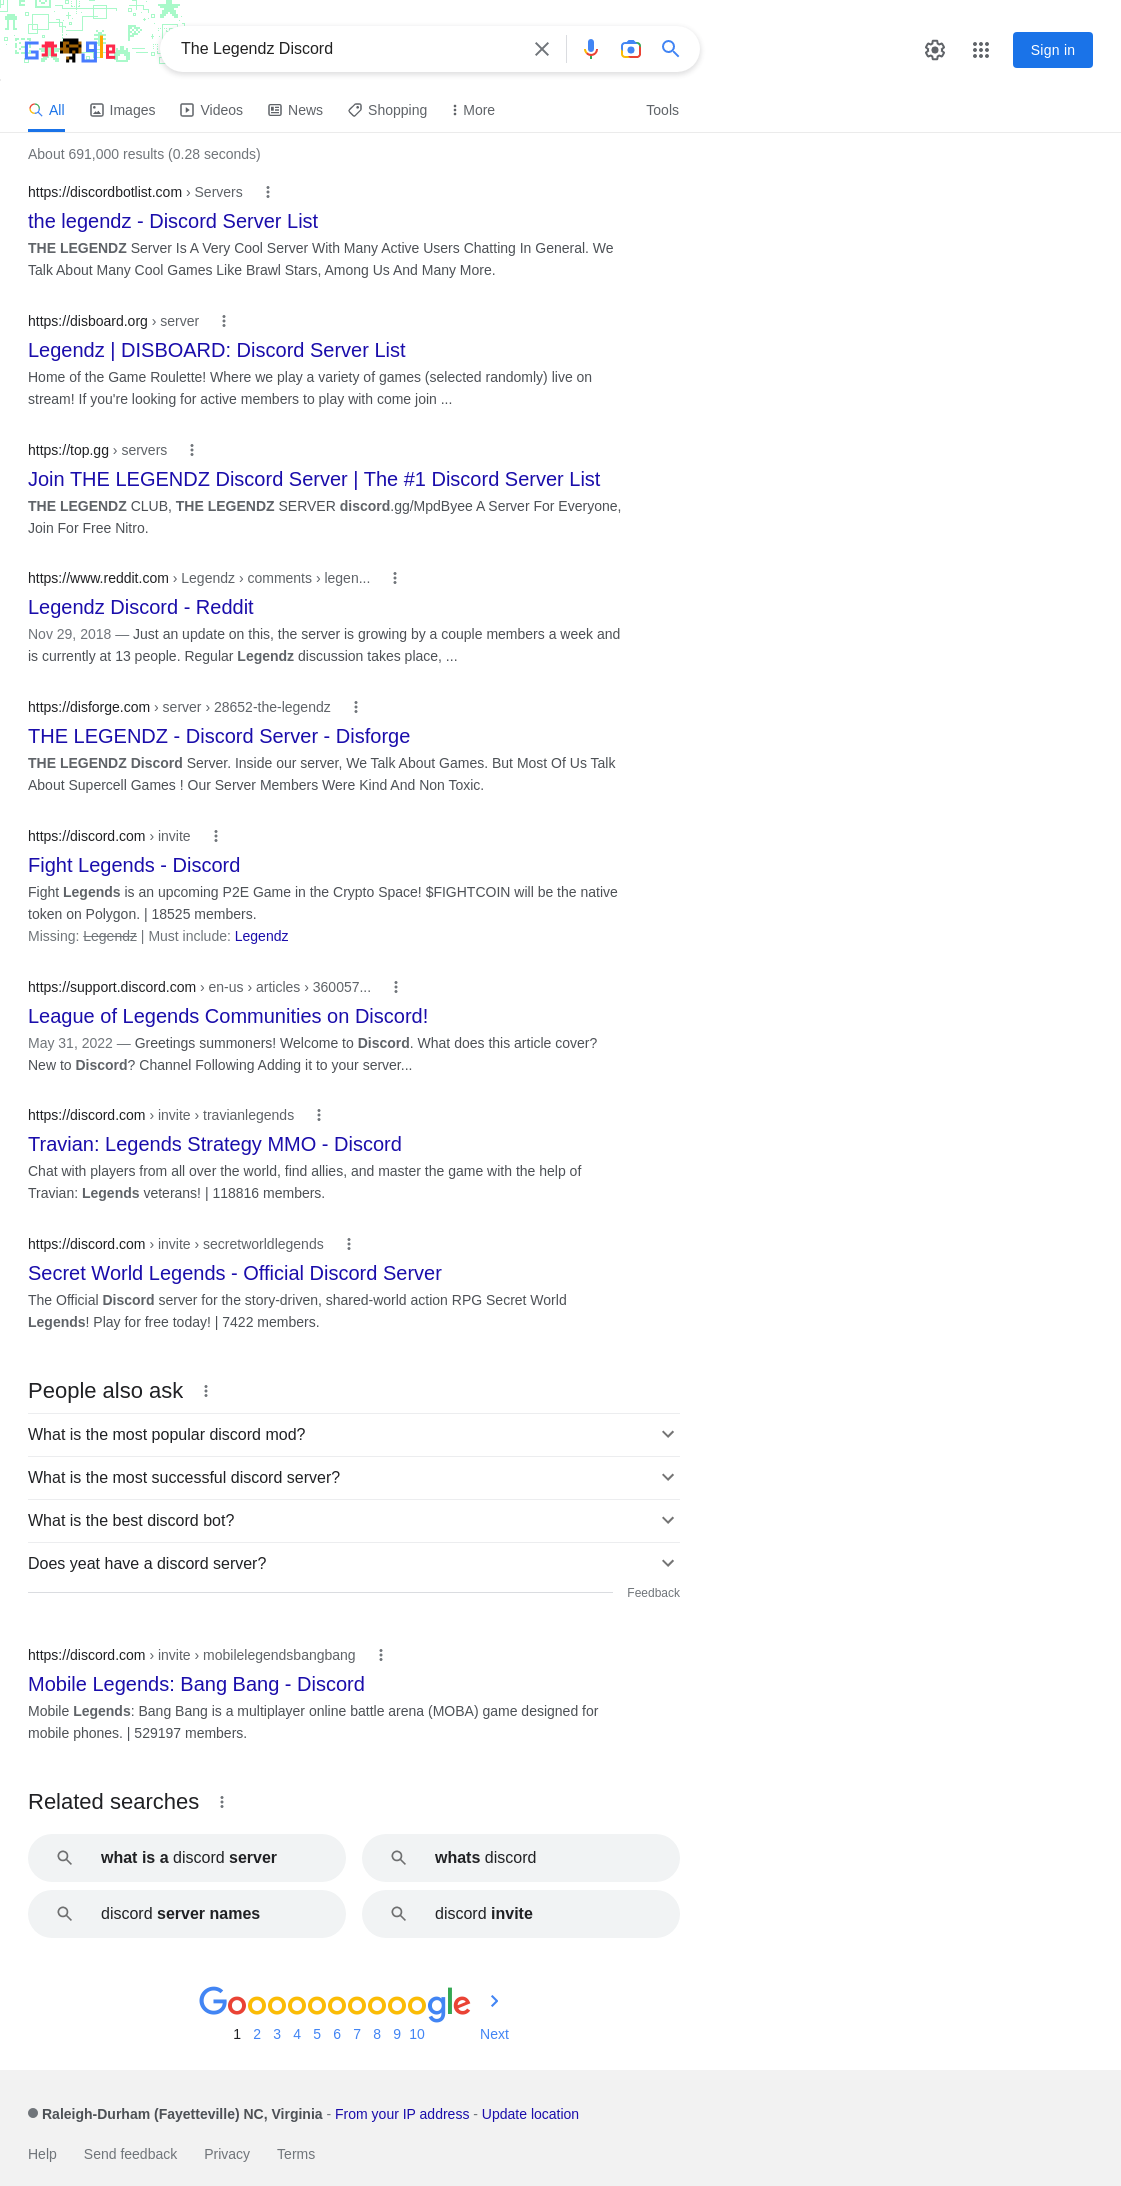 Google
The Legendz Discord
Sign in
All Images Videos News Shopping More Tools
About 691,000 results (0.28 seconds)
https://discordbotlist.com › Servers
the legendz - Discord Server List
THE LEGENDZ Server Is A Very Cool Server With Many Active Users Chatting In General. We
Talk About Many Cool Games Like Brawl Stars, Among Us And Many More.
https://disboard.org › server
Legendz | DISBOARD: Discord Server List
Home of the Game Roulette! Where we play a variety of games (selected randomly) live on
stream! If you're looking for active members to play with come join ...
https://top.gg › servers
Join THE LEGENDZ Discord Server | The #1 Discord Server List
THE LEGENDZ CLUB, THE LEGENDZ SERVER discord.gg/MpdByee A Server For Everyone,
Join For Free Nitro.
https://www.reddit.com › Legendz › comments › legen...
Legendz Discord - Reddit
Nov 29, 2018 — Just an update on this, the server is growing by a couple members a week and
is currently at 13 people. Regular Legendz discussion takes place, ...
https://disforge.com › server › 28652-the-legendz
THE LEGENDZ - Discord Server - Disforge
THE LEGENDZ Discord Server. Inside our server, We Talk About Games. But Most Of Us Talk
About Supercell Games ! Our Server Members Were Kind And Non Toxic.
https://discord.com › invite
Fight Legends - Discord
Fight Legends is an upcoming P2E Game in the Crypto Space! $FIGHTCOIN will be the native
token on Polygon. | 18525 members.
Missing: Legendz | Must include: Legendz
https://support.discord.com › en-us › articles › 360057...
League of Legends Communities on Discord!
May 31, 2022 — Greetings summoners! Welcome to Discord. What does this article cover?
New to Discord? Channel Following Adding it to your server...
https://discord.com › invite › travianlegends
Travian: Legends Strategy MMO - Discord
Chat with players from all over the world, find allies, and master the game with the help of
Travian: Legends veterans! | 118816 members.
https://discord.com › invite › secretworldlegends
Secret World Legends - Official Discord Server
The Official Discord server for the story-driven, shared-world action RPG Secret World
Legends! Play for free today! | 7422 members.
People also ask
What is the most popular discord mod?
What is the most successful discord server?
What is the best discord bot?
Does yeat have a discord server?
Feedback
https://discord.com › invite › mobilelegendsbangbang
Mobile Legends: Bang Bang - Discord
Mobile Legends: Bang Bang is a multiplayer online battle arena (MOBA) game designed for
mobile phones. | 529197 members.
Related searches
what is a discord server whats discord
discord server names discord invite
Goooooooooogle
1 2 3 4 5 6 7 8 9 10 Next
Raleigh-Durham (Fayetteville) NC, Virginia - From your IP address - Update location
Help Send feedback Privacy Terms